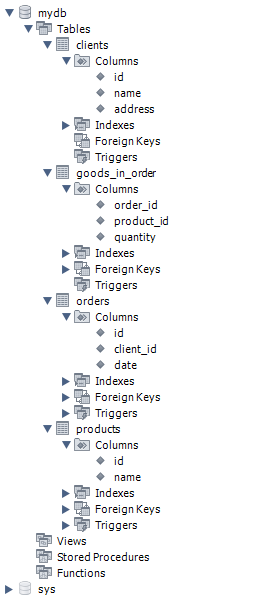 mydb
Tables
clients
Columns
id
name
address
Indexes
Foreign Keys
Triggers
goods_in_order
Columns
order_id
product_id
quantity
Indexes
Foreign Keys
Triggers
orders
Columns
id
client_id
date
Indexes
Foreign Keys
Triggers
products
Columns
id
name
Indexes
Foreign Keys
Triggers
Views
Stored Procedures
Functions
sys